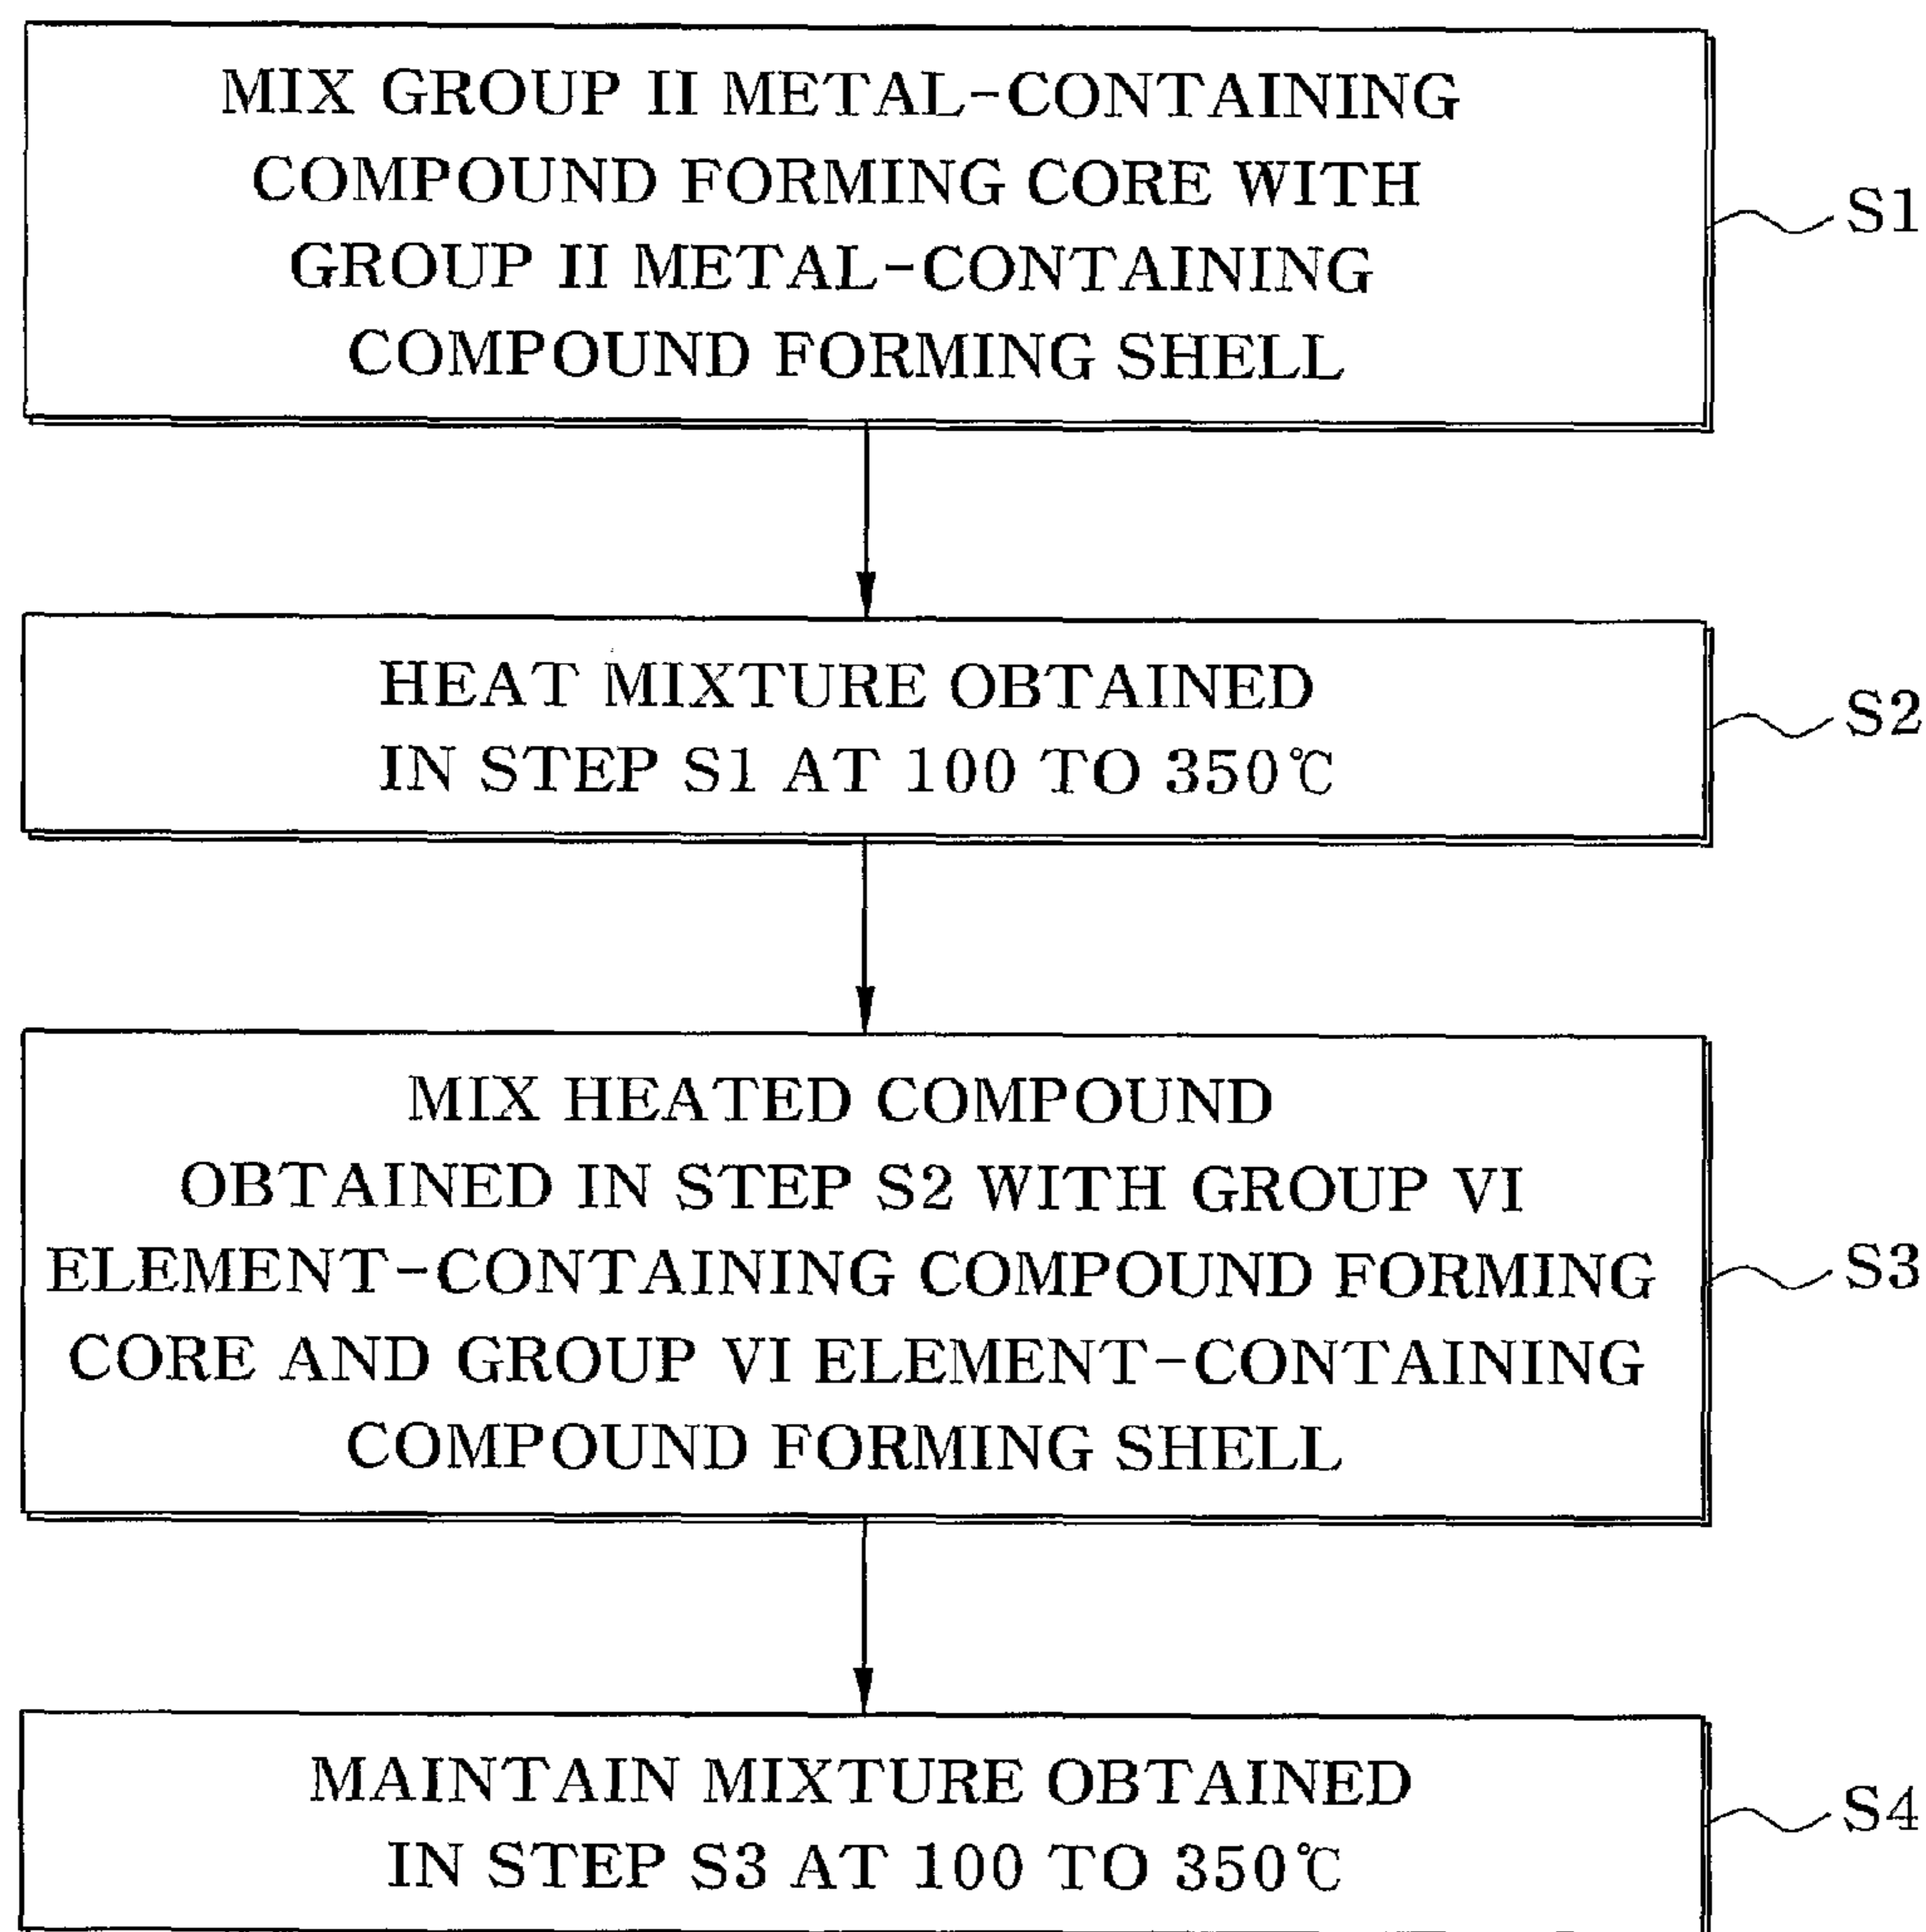 MIX GROUP II METAL-CONTAINING
COMPOUND FORMING CORE WITH
GROUP II METAL-CONTAINING
COMPOUND FORMING SHELL
S1
HEAT MIXTURE OBTAINED
IN STEP S1 AT 100 TO 350℃
S2
MIX HEATED COMPOUND
OBTAINED IN STEP S2 WITH GROUP VI
ELEMENT-CONTAINING COMPOUND FORMING
CORE AND GROUP VI ELEMENT-CONTAINING
COMPOUND FORMING SHELL
S3
MAINTAIN MIXTURE OBTAINED
IN STEP S3 AT 100 TO 350℃
S4